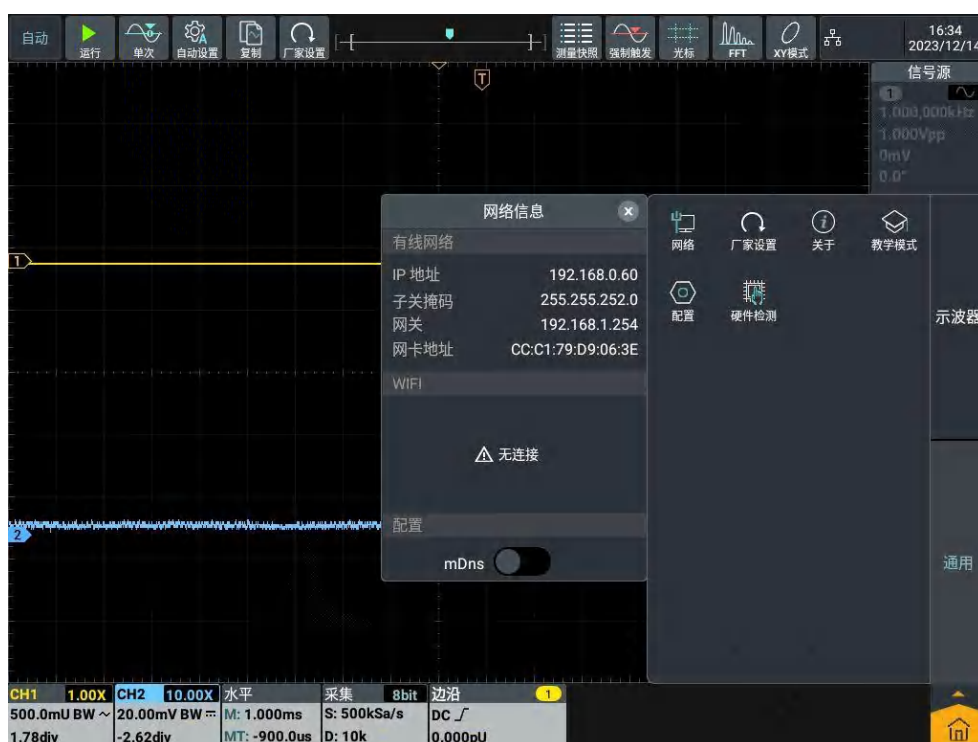 自动
运行
单次
自动设置
复制
厂家设置
T
测量快照
强制触发
光标
FFT
XY模式
16:34
2023/12/14
信号源
1
1.000,000kHz
1.000Vpp
0mV
0.0°
网络信息
有线网络
IP 地址 192.168.0.60
子关掩码 255.255.252.0
网关 192.168.1.254
网卡地址 CC:C1:79:D9:06:3E
WIFI
无连接
配置
mDns
网络
厂家设置
关于
教学模式
配置
硬件检测
示波器
通用
1
2
CH1 1.00X
500.0mU BW
1.78div
CH2 10.00X
20.00mV BW
-2.62div
水平
M: 1.000ms
MT: -900.0us
采集 8bit
S: 500kSa/s
D: 10k
边沿 1
DC
0.000pU